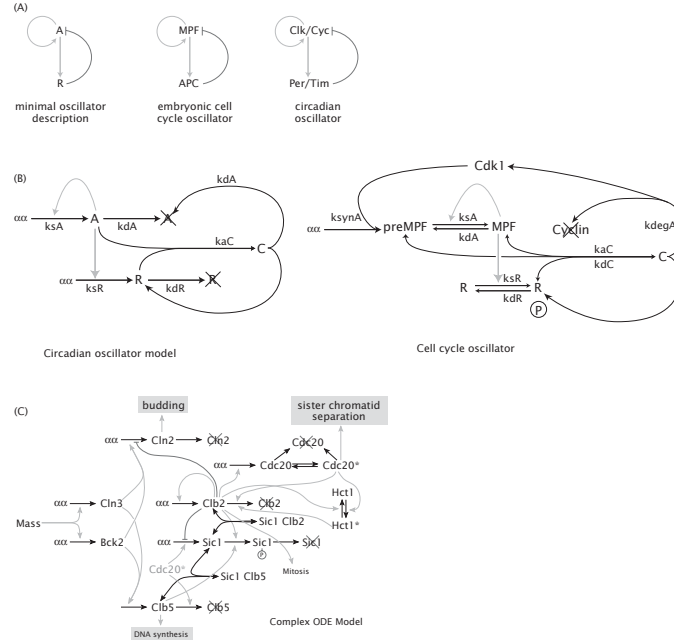 (A)
A
R
minimal oscillator
description
MPF
APC
embryonic cell
cycle oscillator
Clk/Cyc
Per/Tim
circadian
oscillator
(B)
αα
ksA
A
kdA
A
kdA
kaC
C
αα
ksR
R
kdR
R
Circadian oscillator model
Cdk1
αα
ksynA
preMPF
ksA
kdA
MPF
Cyclin
kdegA
kaC
kdC
C
R
ksR
kdR
R
P
Cell cycle oscillator
(C)
budding
sister chromatid
separation
αα
Cln2
Cln2
Cdc20
αα
Cdc20
Cdc20*
αα
Cln3
αα
Clb2
Clb2
Hct1
Mass
Hct1*
Sic1 Clb2
αα
Bck2
αα
Sic1
Sic1
P
Sic1
Cdc20*
Mitosis
Sic1 Clb5
Clb5
Clb5
DNA synthesis
Complex ODE Model